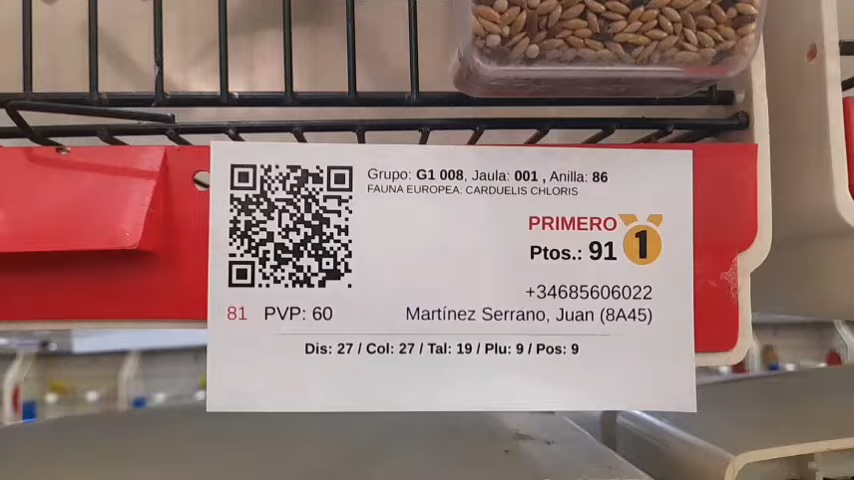 Grupo: G1 008, Jaula: 001 , Anilla: 86
FAUNA EUROPEA: CARDUELIS CHLORIS
PRIMERO
1
Ptos.: 91
+34685606022
81 PVP: 60 Martínez Serrano, Juan (8A45)
Dis: 27 / Col: 27 / Tal: 19 / Plu: 9 / Pos: 9